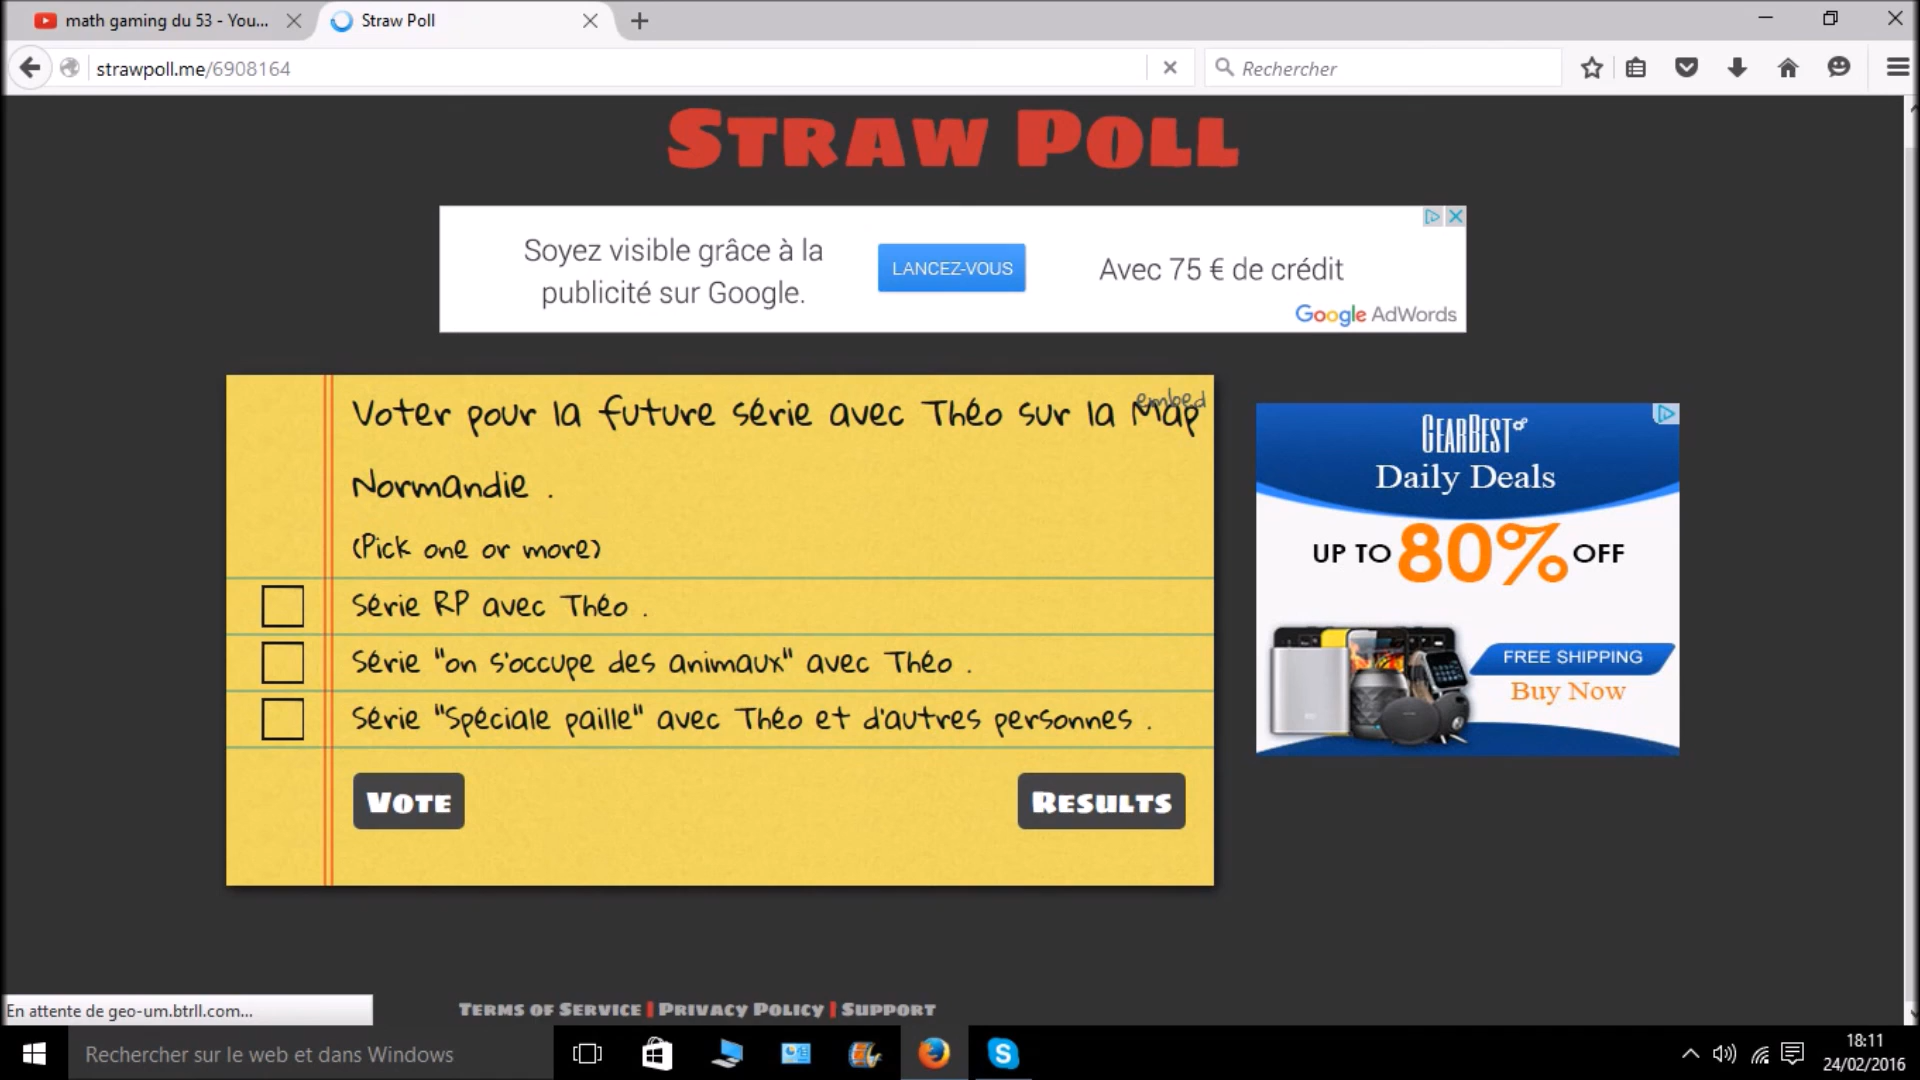 math gaming du 53 - You...
Straw Poll
strawpoll.me/6908164
Rechercher
Straw Poll
Soyez visible grâce à la
publicité sur Google.
LANCEZ-VOUS
Avec 75 € de crédit
Google AdWords
embed
Voter pour la future série avec Théo sur la Map
Normandie .
(Pick one or more)
Série RP avec Théo .
Série "on s'occupe des animaux" avec Théo .
Série "Spéciale paille" avec Théo et d'autres personnes .
Vote
Results
GearBest
Daily Deals
UP TO 80% OFF
FREE SHIPPING
Buy Now
En attente de geo-um.btrll.com...
Terms of Service | Privacy Policy | Support
Rechercher sur le web et dans Windows
18:11
24/02/2016